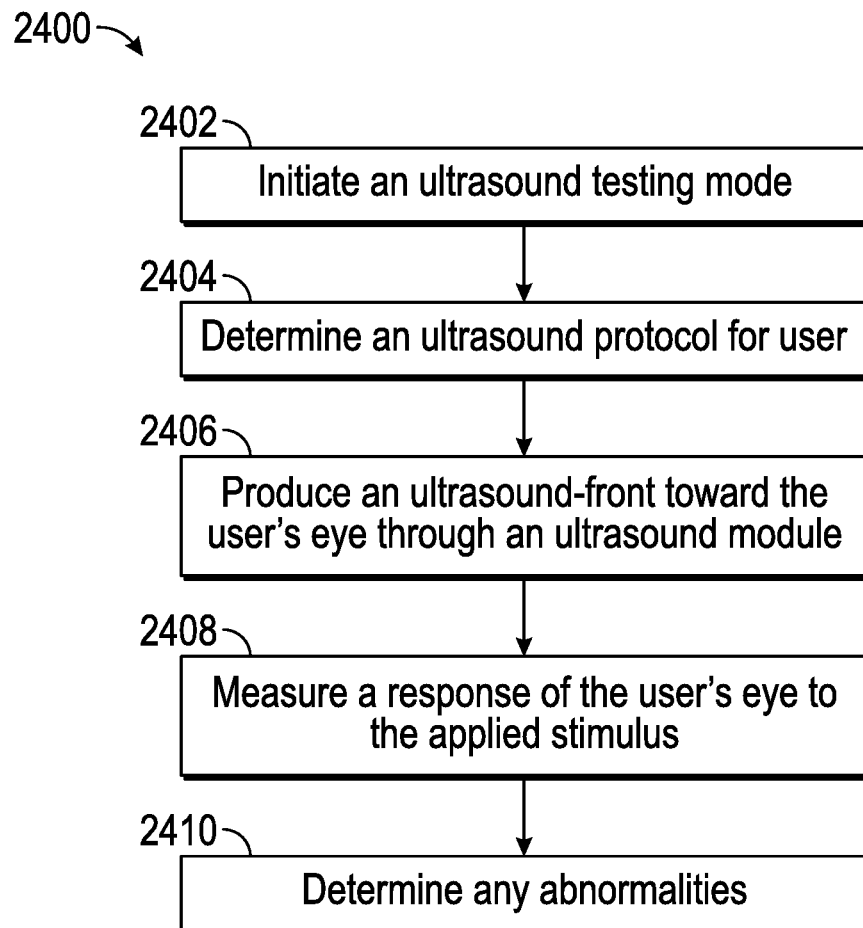 2400
2402
Initiate an ultrasound testing mode
2404
Determine an ultrasound protocol for user
2406
Produce an ultrasound-front toward the
user's eye through an ultrasound module
2408
Measure a response of the user's eye to
the applied stimulus
2410
Determine any abnormalities